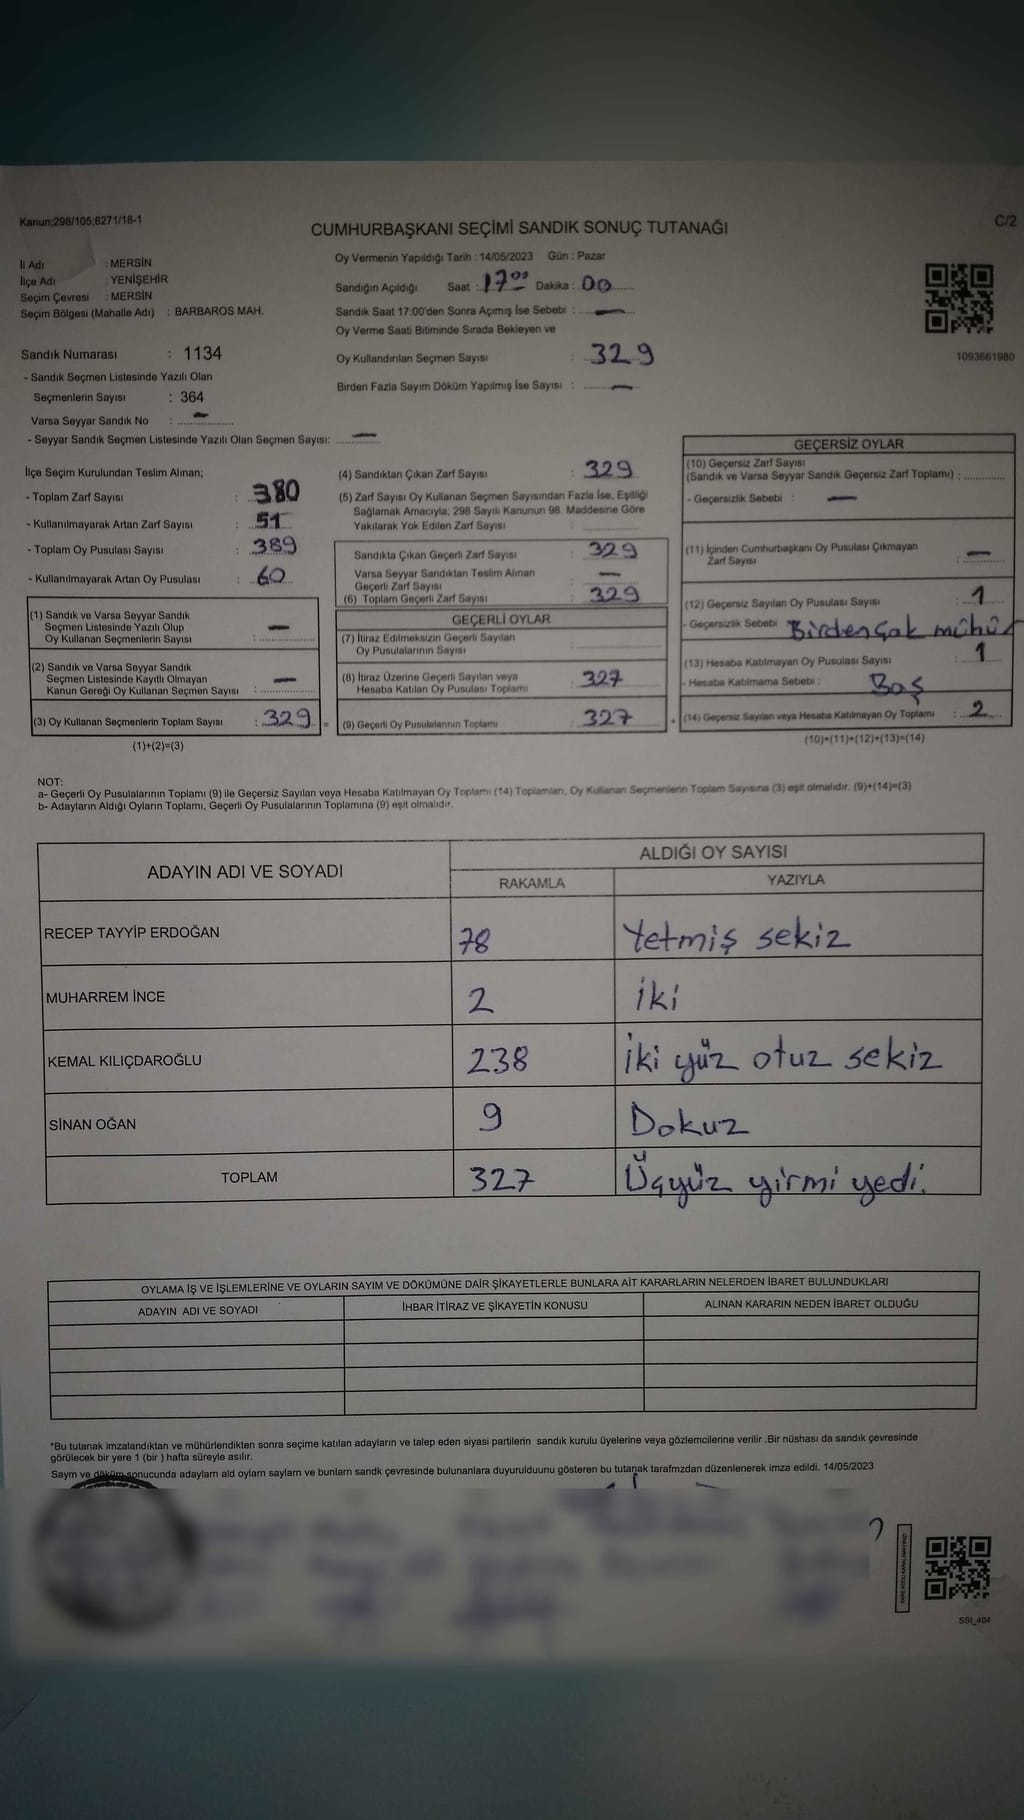 Kanun;298/105;6271/18-1
C/2
CUMHURBAŞKANI SEÇİMİ SANDIK SONUÇ TUTANAĞI
İl Adı : MERSİN
İlçe Adı : YENİŞEHİR
Seçim Çevresi : MERSİN
Seçim Bölgesi (Mahalle Adı) : BARBAROS MAH.
Sandık Numarası : 1134
- Sandık Seçmen Listesinde Yazılı Olan
Seçmenlerin Sayısı : 364
Varsa Seyyar Sandık No : —
- Seyyar Sandık Seçmen Listesinde Yazılı Olan Seçmen Sayısı: —
Oy Vermenin Yapıldığı Tarih : 14/05/2023 Gün : Pazar
Sandığın Açıldığı Saat : 17⁰⁰ Dakika : 00
Sandık Saat 17:00'den Sonra Açımış İse Sebebi : —
Oy Verme Saati Bitiminde Sırada Bekleyen ve
Oy Kullandırılan Seçmen Sayısı : 329
Birden Fazla Sayım Döküm Yapılmış İse Sayısı : —
1093661980
İlçe Seçim Kurulundan Teslim Alınan;
- Toplam Zarf Sayısı : 380
- Kullanılmayarak Artan Zarf Sayısı : 51
- Toplam Oy Pusulası Sayısı : 389
- Kullanılmayarak Artan Oy Pusulası : 60
(1) Sandık ve Varsa Seyyar Sandık
Seçmen Listesinde Yazılı Olup
Oy Kullanan Seçmenlerin Sayısı : —
(2) Sandık ve Varsa Seyyar Sandık
Seçmen Listesinde Kayıtlı Olmayan
Kanun Gereği Oy Kullanan Seçmen Sayısı : —
(3) Oy Kullanan Seçmenlerin Toplam Sayısı : 329 =
(1)+(2)=(3)
(4) Sandıktan Çıkan Zarf Sayısı : 329
(5) Zarf Sayısı Oy Kullanan Seçmen Sayısından Fazla İse, Eşitliği
Sağlamak Amacıyla; 298 Sayılı Kanunun 98. Maddesine Göre
Yakılarak Yok Edilen Zarf Sayısı :
Sandıkta Çıkan Geçerli Zarf Sayısı : 329
Varsa Seyyar Sandıktan Teslim Alınan
Geçerli Zarf Sayısı : —
(6) Toplam Geçerli Zarf Sayısı : 329
GEÇERLİ OYLAR
(7) İtiraz Edilmeksizin Geçerli Sayılan
Oy Pusulalarının Sayısı :
(8) İtiraz Üzerine Geçerli Sayılan veya
Hesaba Katılan Oy Pusulası Toplamı : 327
(9) Geçerli Oy Pusulalarının Toplamı : 327 +
GEÇERSİZ OYLAR
(10) Geçersiz Zarf Sayısı
(Sandık ve Varsa Seyyar Sandık Geçersiz Zarf Toplamı) :
- Geçersizlik Sebebi : —
(11) İçinden Cumhurbaşkanı Oy Pusulası Çıkmayan
Zarf Sayısı : —
(12) Geçersiz Sayılan Oy Pusulası Sayısı : 1
- Geçersizlik Sebebi Birden çok mühür
(13) Hesaba Katılmayan Oy Pusulası Sayısı : 1
- Hesaba Katılmama Sebebi : Boş
(14) Geçersiz Sayılan veya Hesaba Katılmayan Oy Toplamı : 2
(10)+(11)+(12)+(13)=(14)
NOT:
a- Geçerli Oy Pusulalarının Toplamı (9) ile Geçersiz Sayılan veya Hesaba Katılmayan Oy Toplamı (14) Toplamları, Oy Kullanan Seçmenlerin Toplam Sayısına (3) eşit olmalıdır. (9)+(14)=(3)
b- Adayların Aldığı Oyların Toplamı, Geçerli Oy Pusulalarının Toplamına (9) eşit olmalıdır.
ADAYIN ADI VE SOYADI
ALDIĞI OY SAYISI
RAKAMLA YAZIYLA
RECEP TAYYİP ERDOĞAN 78 Yetmiş sekiz
MUHARREM İNCE 2 İki
KEMAL KILIÇDAROĞLU 238 İki yüz otuz sekiz
SİNAN OĞAN 9 Dokuz
TOPLAM 327 Üçyüz yirmi yedi.
OYLAMA İŞ VE İŞLEMLERİNE VE OYLARIN SAYIM VE DÖKÜMÜNE DAİR ŞİKAYETLERLE BUNLARA AİT KARARLARIN NELERDEN İBARET BULUNDUKLARI
ADAYIN ADI VE SOYADI İHBAR İTİRAZ VE ŞİKAYETİN KONUSU ALINAN KARARIN NEDEN İBARET OLDUĞU
*Bu tutanak imzalandıktan ve mühürlendikten sonra seçime katılan adayların ve talep eden siyasi partilerin sandık kurulu üyelerine veya gözlemcilerine verilir .Bir nüshası da sandık çevresinde
görülecek bir yere 1 (bir ) hafta süreyle asılır.
Sayım ve döküm sonucunda adayların ald oyların sayların ve bunların sandk çevresinde bulunanlara duyurulduunu gösteren bu tutanak tarafmzdan düzenlenerek imza edildi. 14/05/2023
SSI_404